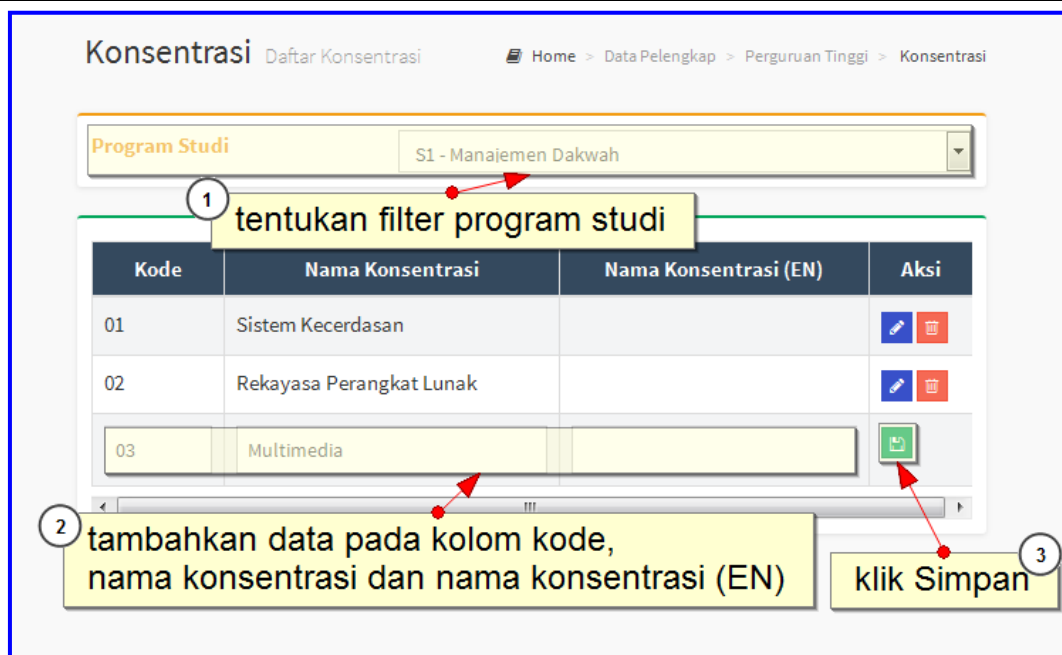 Konsentrasi Daftar Konsentrasi Home > Data Pelengkap > Perguruan Tinggi > Konsentrasi
Program Studi S1 - Manajemen Dakwah
1 tentukan filter program studi
Kode Nama Konsentrasi Nama Konsentrasi (EN) Aksi
01 Sistem Kecerdasan
02 Rekayasa Perangkat Lunak
03 Multimedia
2 tambahkan data pada kolom kode,
nama konsentrasi dan nama konsentrasi (EN)
3 klik Simpan